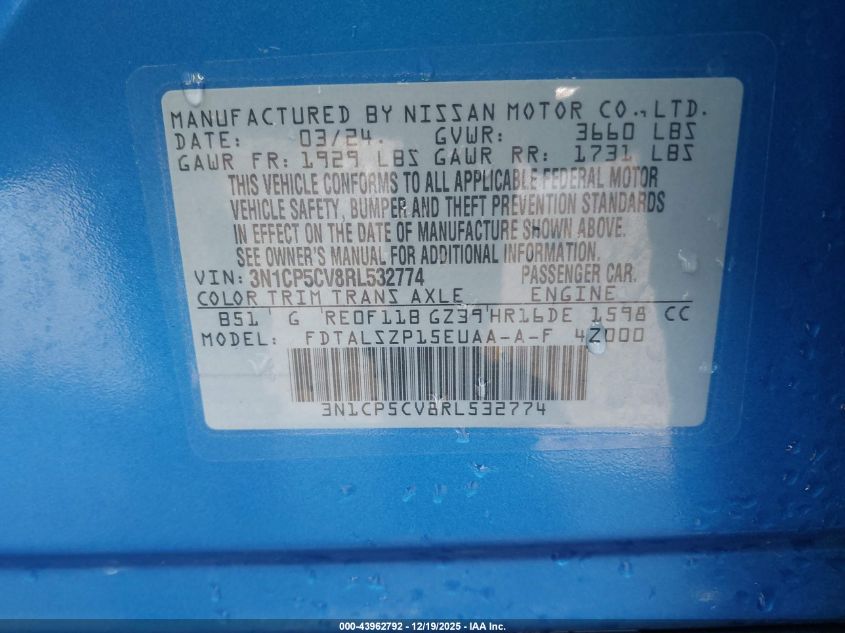 MANUFACTURED BY NISSAN MOTOR CO., LTD.
DATE: 03/24. GVWR: 3660 LBS
GAWR FR: 1929 LBS GAWR RR: 1731 LBS
THIS VEHICLE CONFORMS TO ALL APPLICABLE FEDERAL MOTOR
VEHICLE SAFETY, BUMPER AND THEFT PREVENTION STANDARDS
IN EFFECT ON THE DATE OF MANUFACTURE SHOWN ABOVE.
SEE OWNER'S MANUAL FOR ADDITIONAL INFORMATION.
VIN: 3N1CP5CV8RL532774 PASSENGER CAR.
COLOR TRIM TRANS AXLE ENGINE
B51' G 'RE0F11B GZ39'HR16DE 1598 CC
MODEL: FDTALSZP15EUAA-A-F 4Z000
3N1CP5CV8RL532774
000-43962792 - 12/19/2025 - IAA Inc.